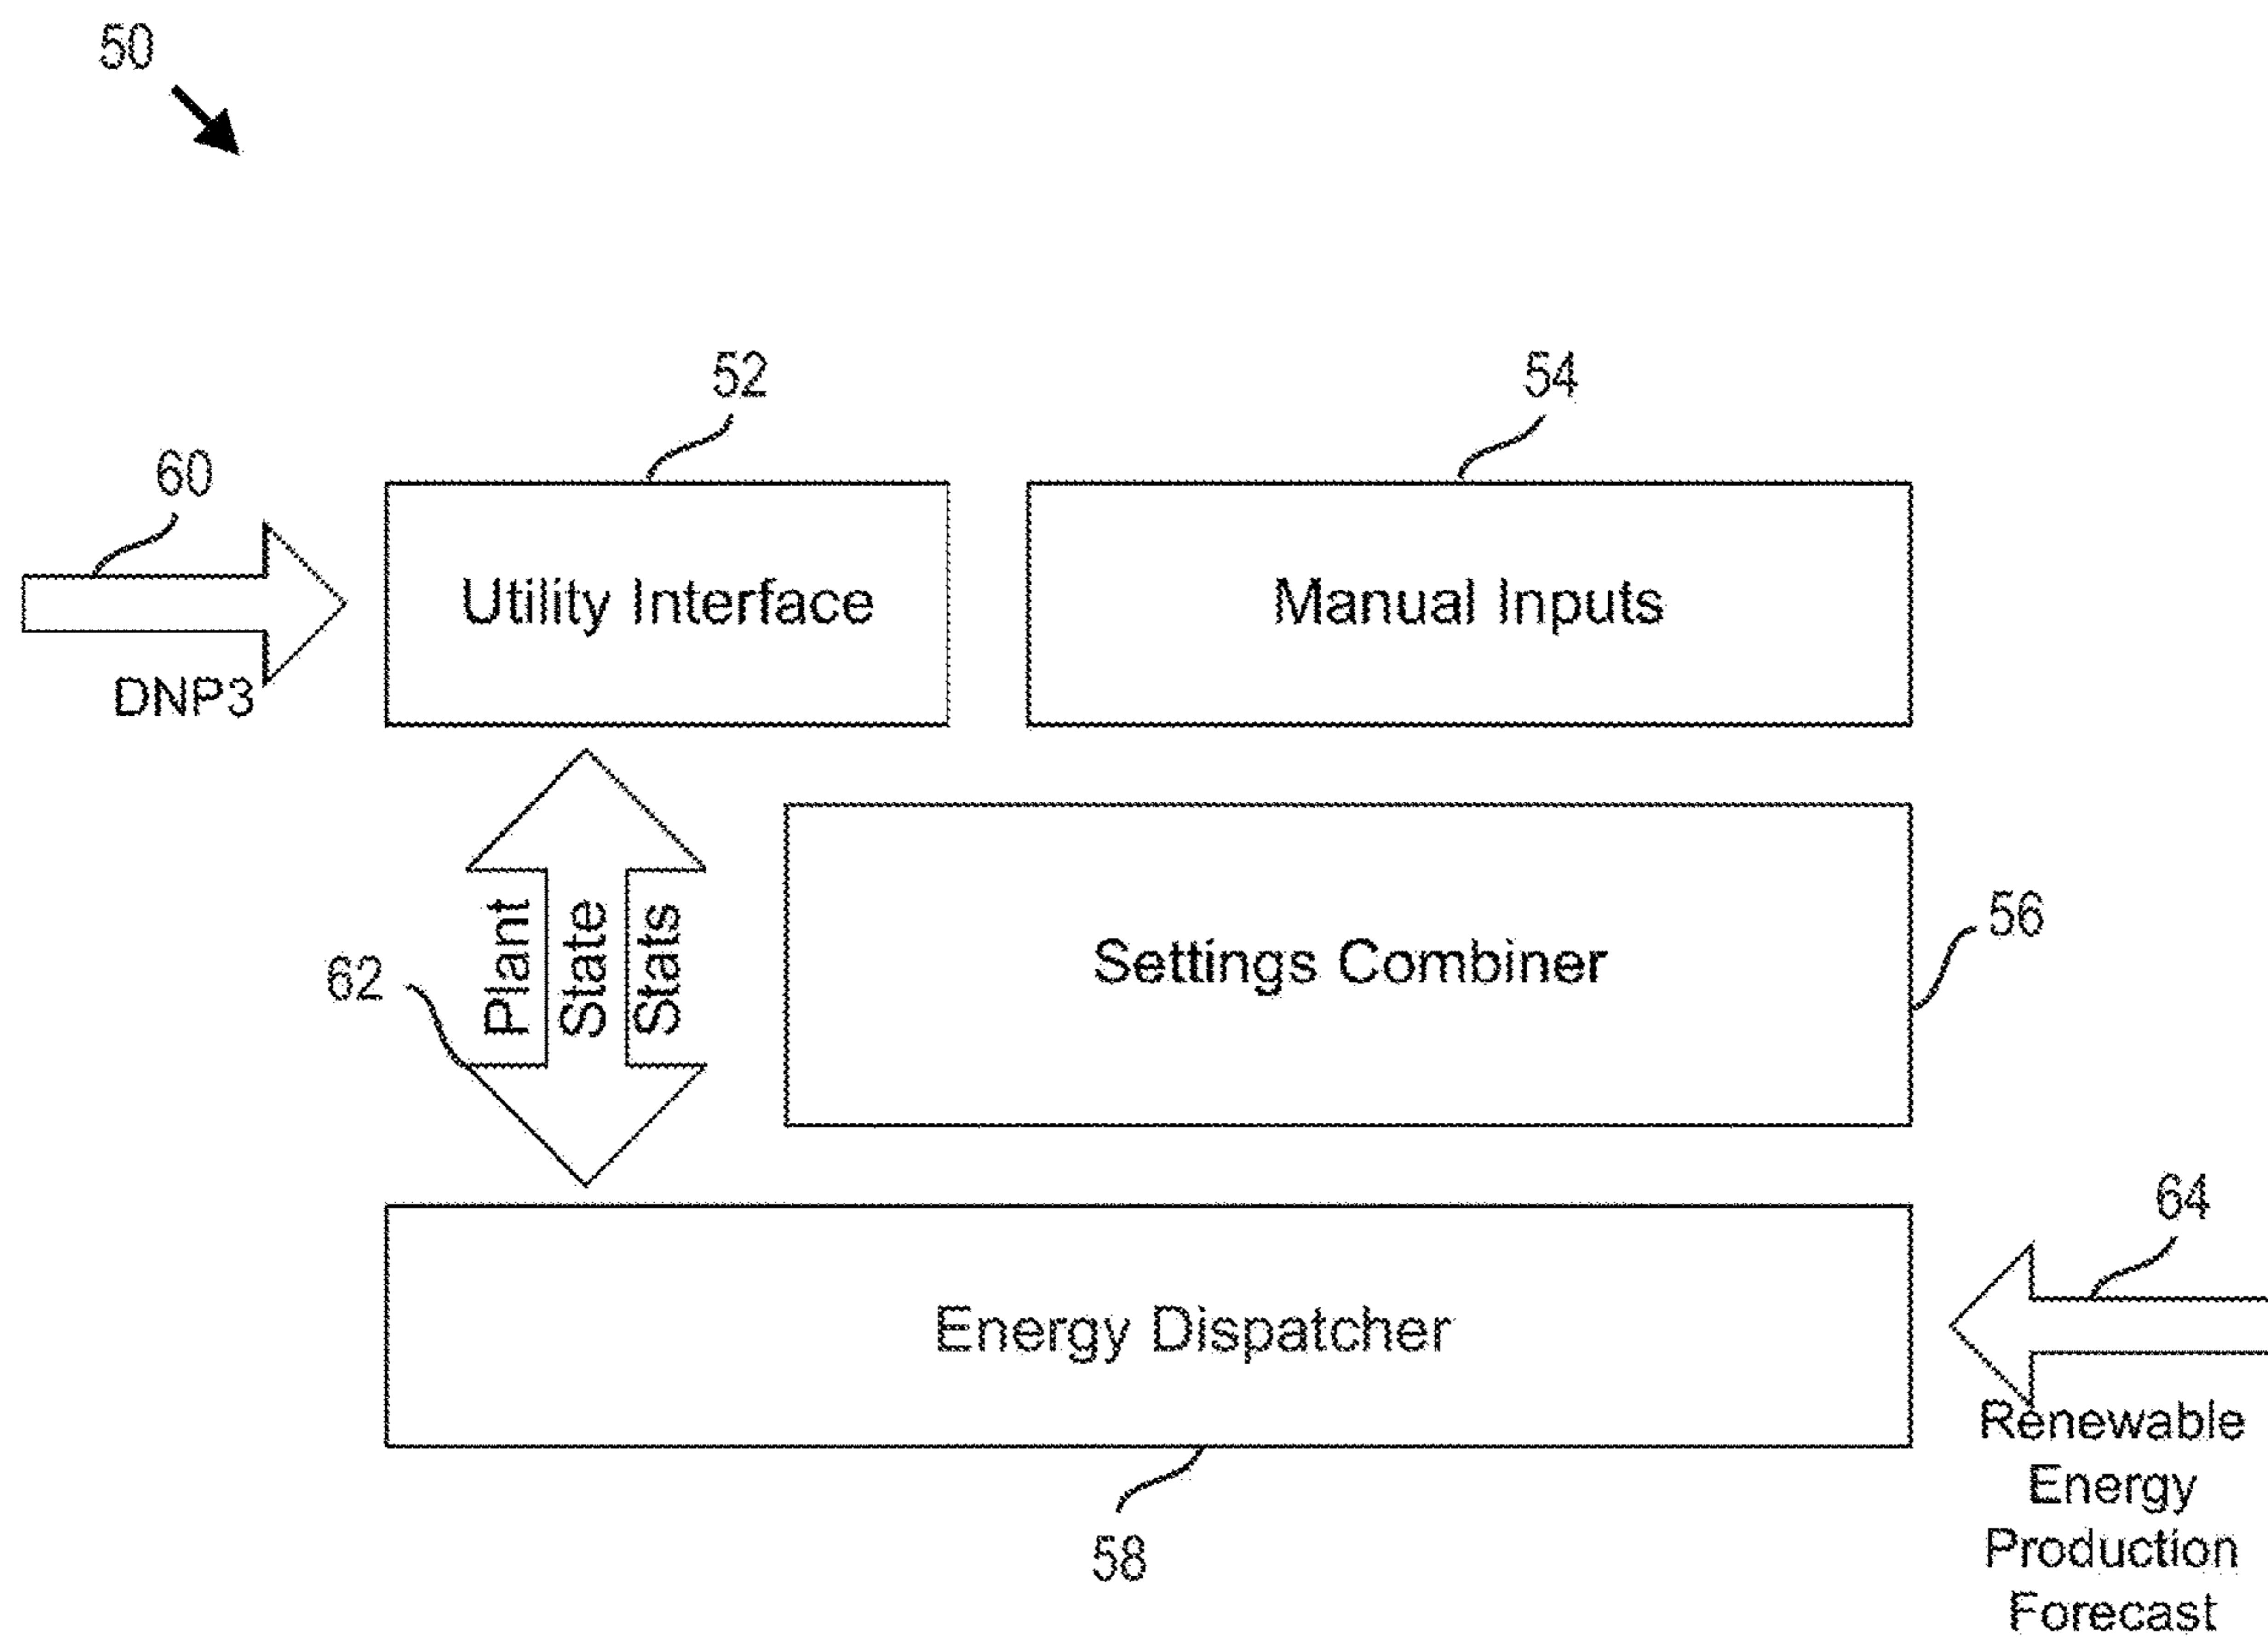 50
52
54
60
Utility Interface
Manual Inputs
DNP3
Plant
State
Stats
62
Settings Combiner
56
64
Energy Dispatcher
58
Renewable
Energy
Production
Forecast